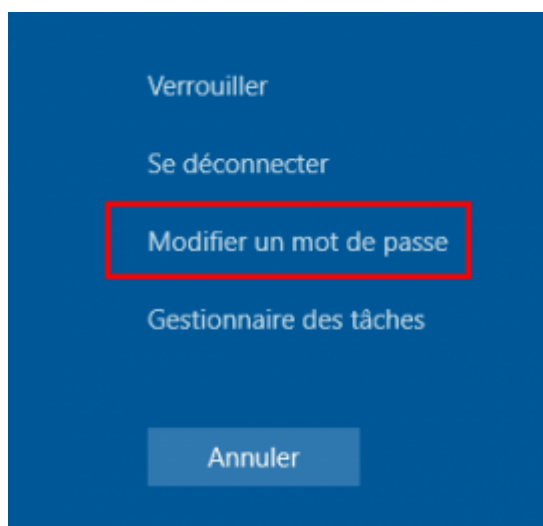 Verrouiller
Se déconnecter
Modifier un mot de passe
Gestionnaire des tâches
Annuler